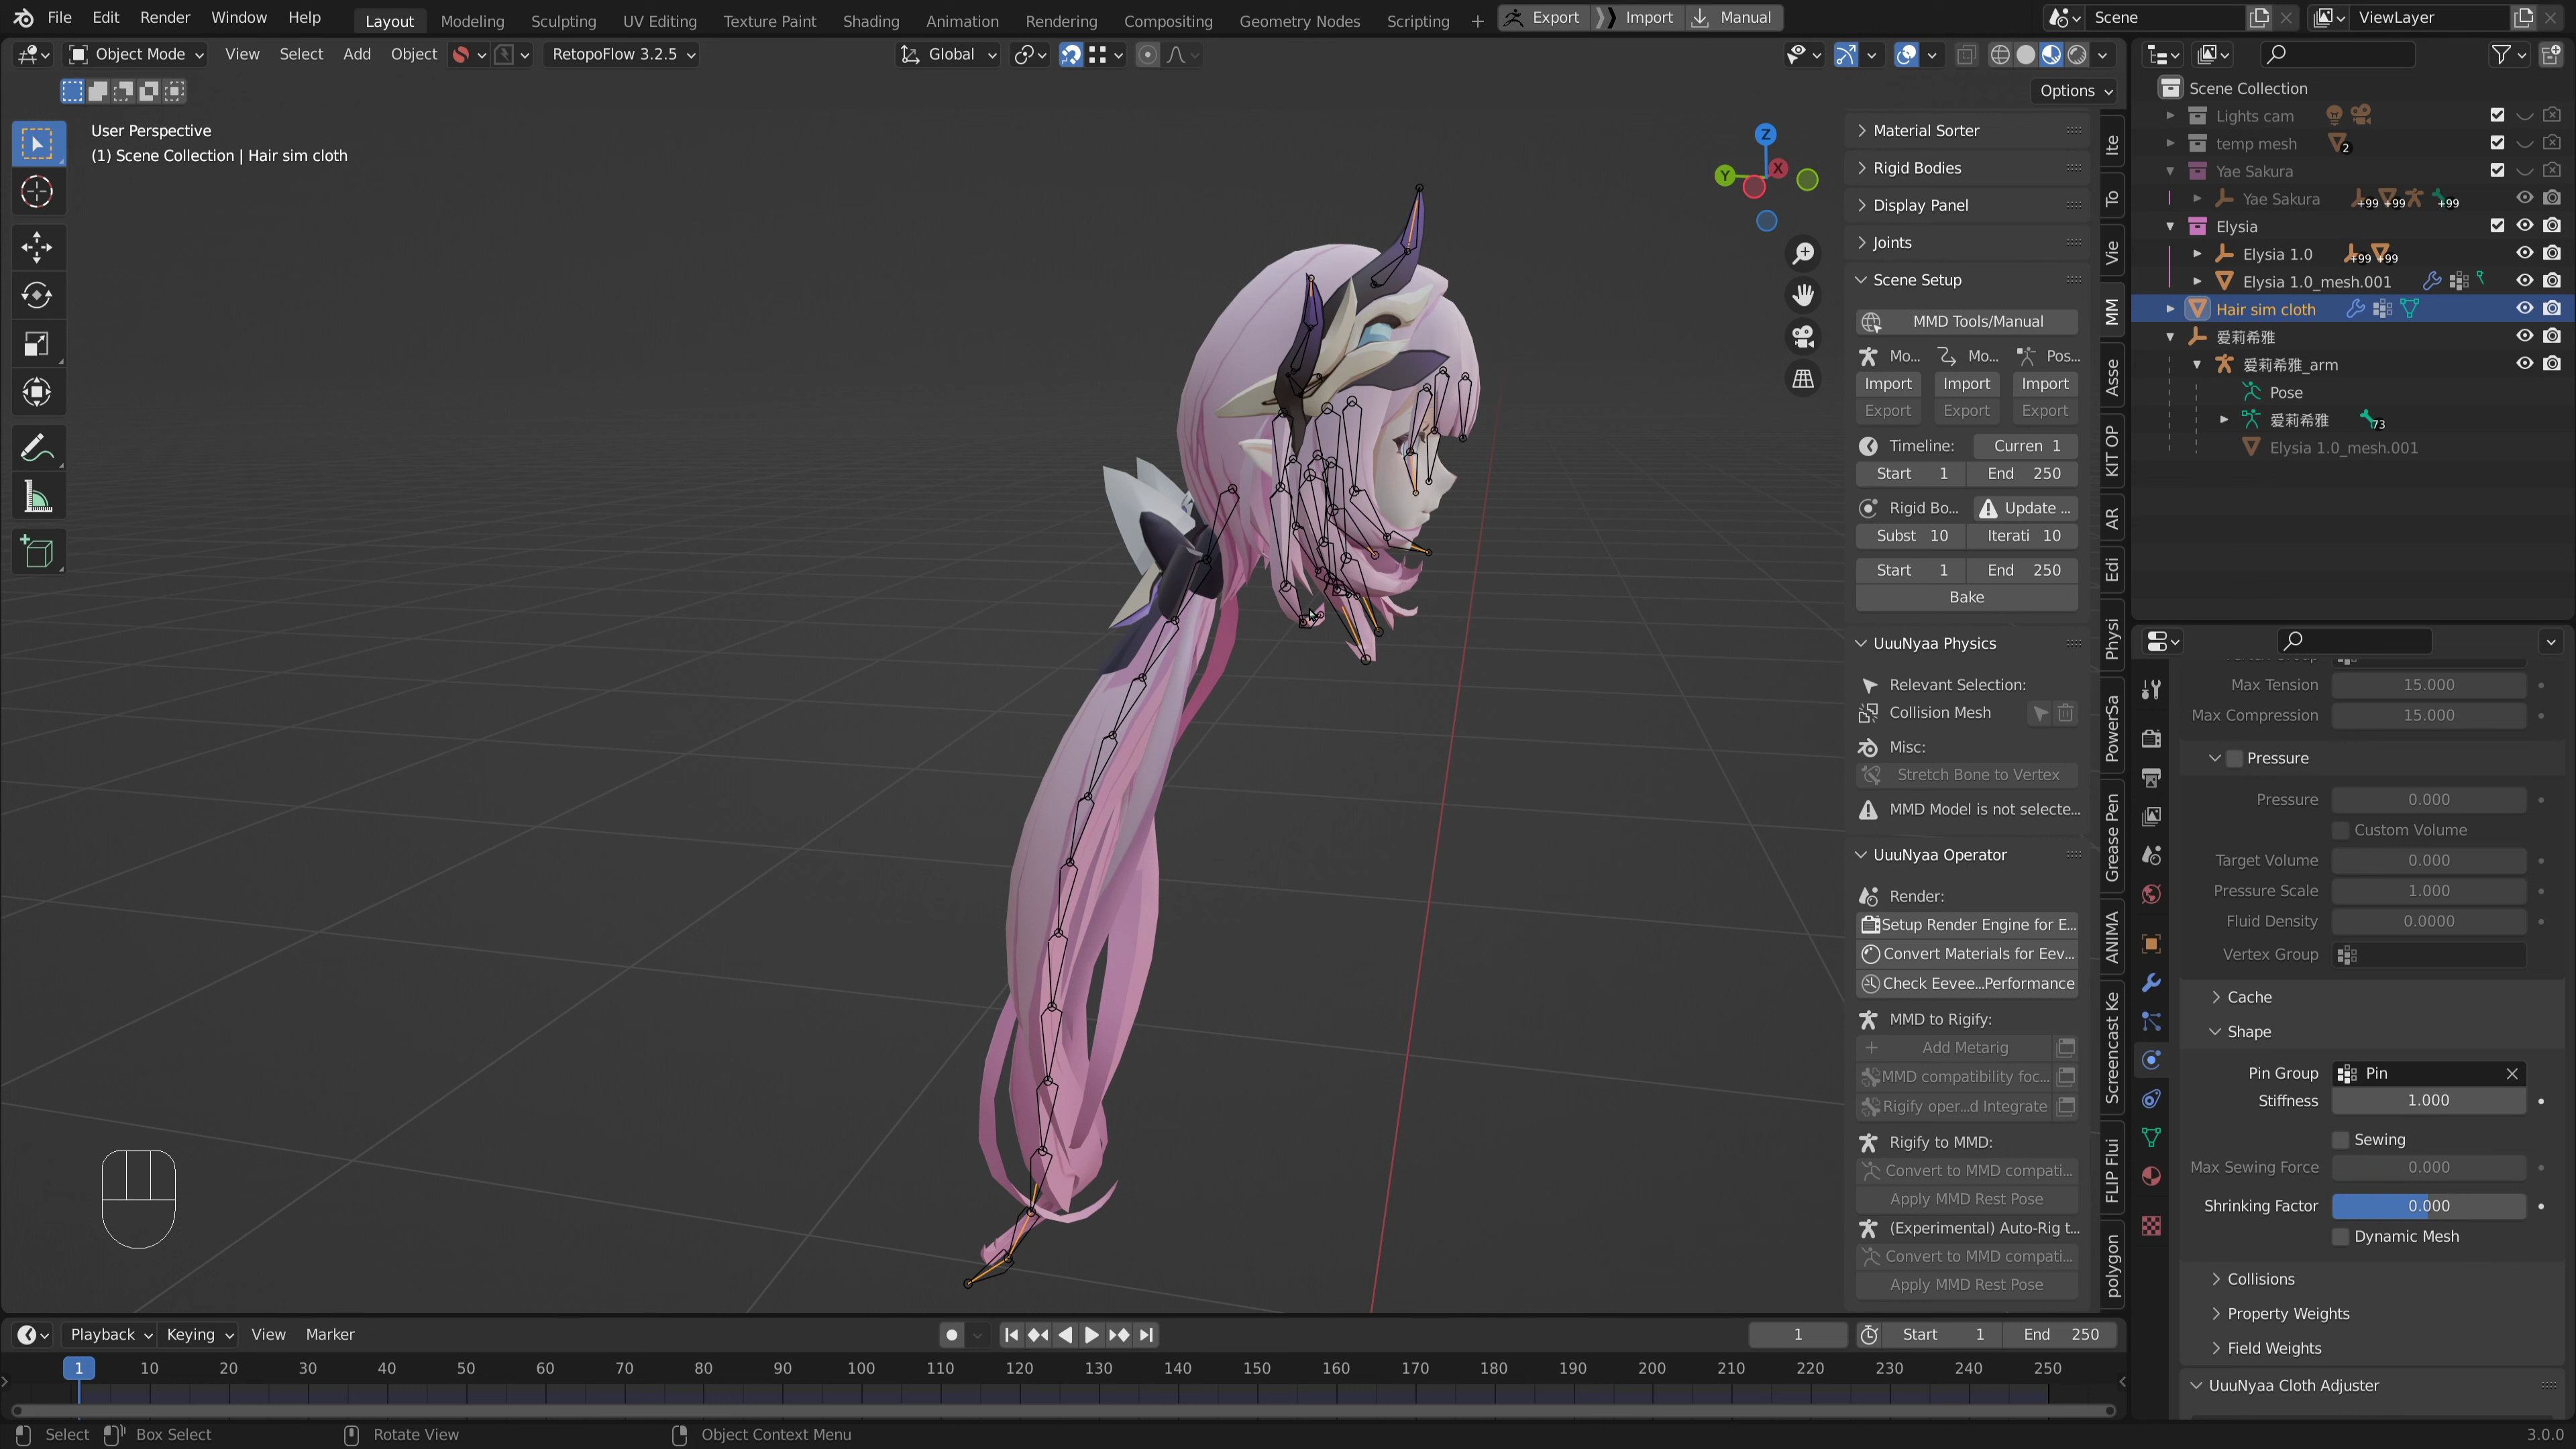 File Edit Render Window Help Layout Modeling Sculpting UV Editing Texture Paint Shading Animation Rendering Compositing Geometry Nodes Scripting + Export Import Manual Scene ViewLayer
Object Mode View Select Add Object RetopoFlow 3.2.5 Global
Options
User Perspective
(1) Scene Collection | Hair sim cloth
Z
Y
X
Material Sorter
Rigid Bodies
Display Panel
Joints
Scene Setup
MMD Tools/Manual
Mo... Mo... Pos...
Import Import Import
Export Export Export
Timeline: Curren 1
Start 1 End 250
Rigid Bo... Update ...
Subst 10 Iterati 10
Start 1 End 250
Bake
UuuNyaa Physics
Relevant Selection:
Collision Mesh
Misc:
Stretch Bone to Vertex
MMD Model is not selecte...
UuuNyaa Operator
Render:
Setup Render Engine for E...
Convert Materials for Eev...
Check Eevee...Performance
MMD to Rigify:
Add Metarig
MMD compatibility foc...
Rigify oper...d Integrate
Rigify to MMD:
Convert to MMD compati...
Apply MMD Rest Pose
(Experimental) Auto-Rig t...
Convert to MMD compati...
Apply MMD Rest Pose
Ite
To
Vie
MM
Asse
KIT OP
AR
Edi
Physi
PowerSa
Grease Pen
ANIMA
Screencast Ke
FLIP Flui
polygon
Scene Collection
Lights cam
temp mesh 2
Yae Sakura
Yae Sakura +99 +99 +99
Elysia
Elysia 1.0 +99 +99
Elysia 1.0_mesh.001
Hair sim cloth
爱莉希雅
爱莉希雅_arm
Pose
爱莉希雅 73
Elysia 1.0_mesh.001
Max Tension 15.000
Max Compression 15.000
Pressure
Pressure 0.000
Custom Volume
Target Volume 0.000
Pressure Scale 1.000
Fluid Density 0.0000
Vertex Group
Cache
Shape
Pin Group Pin
Stiffness 1.000
Sewing
Max Sewing Force 0.000
Shrinking Factor 0.000
Dynamic Mesh
Collisions
Property Weights
Field Weights
UuuNyaa Cloth Adjuster
Playback Keying View Marker 1 Start 1 End 250
1 10 20 30 40 50 60 70 80 90 100 110 120 130 140 150 160 170 180 190 200 210 220 230 240 250
Select Box Select Rotate View Object Context Menu 3.0.0